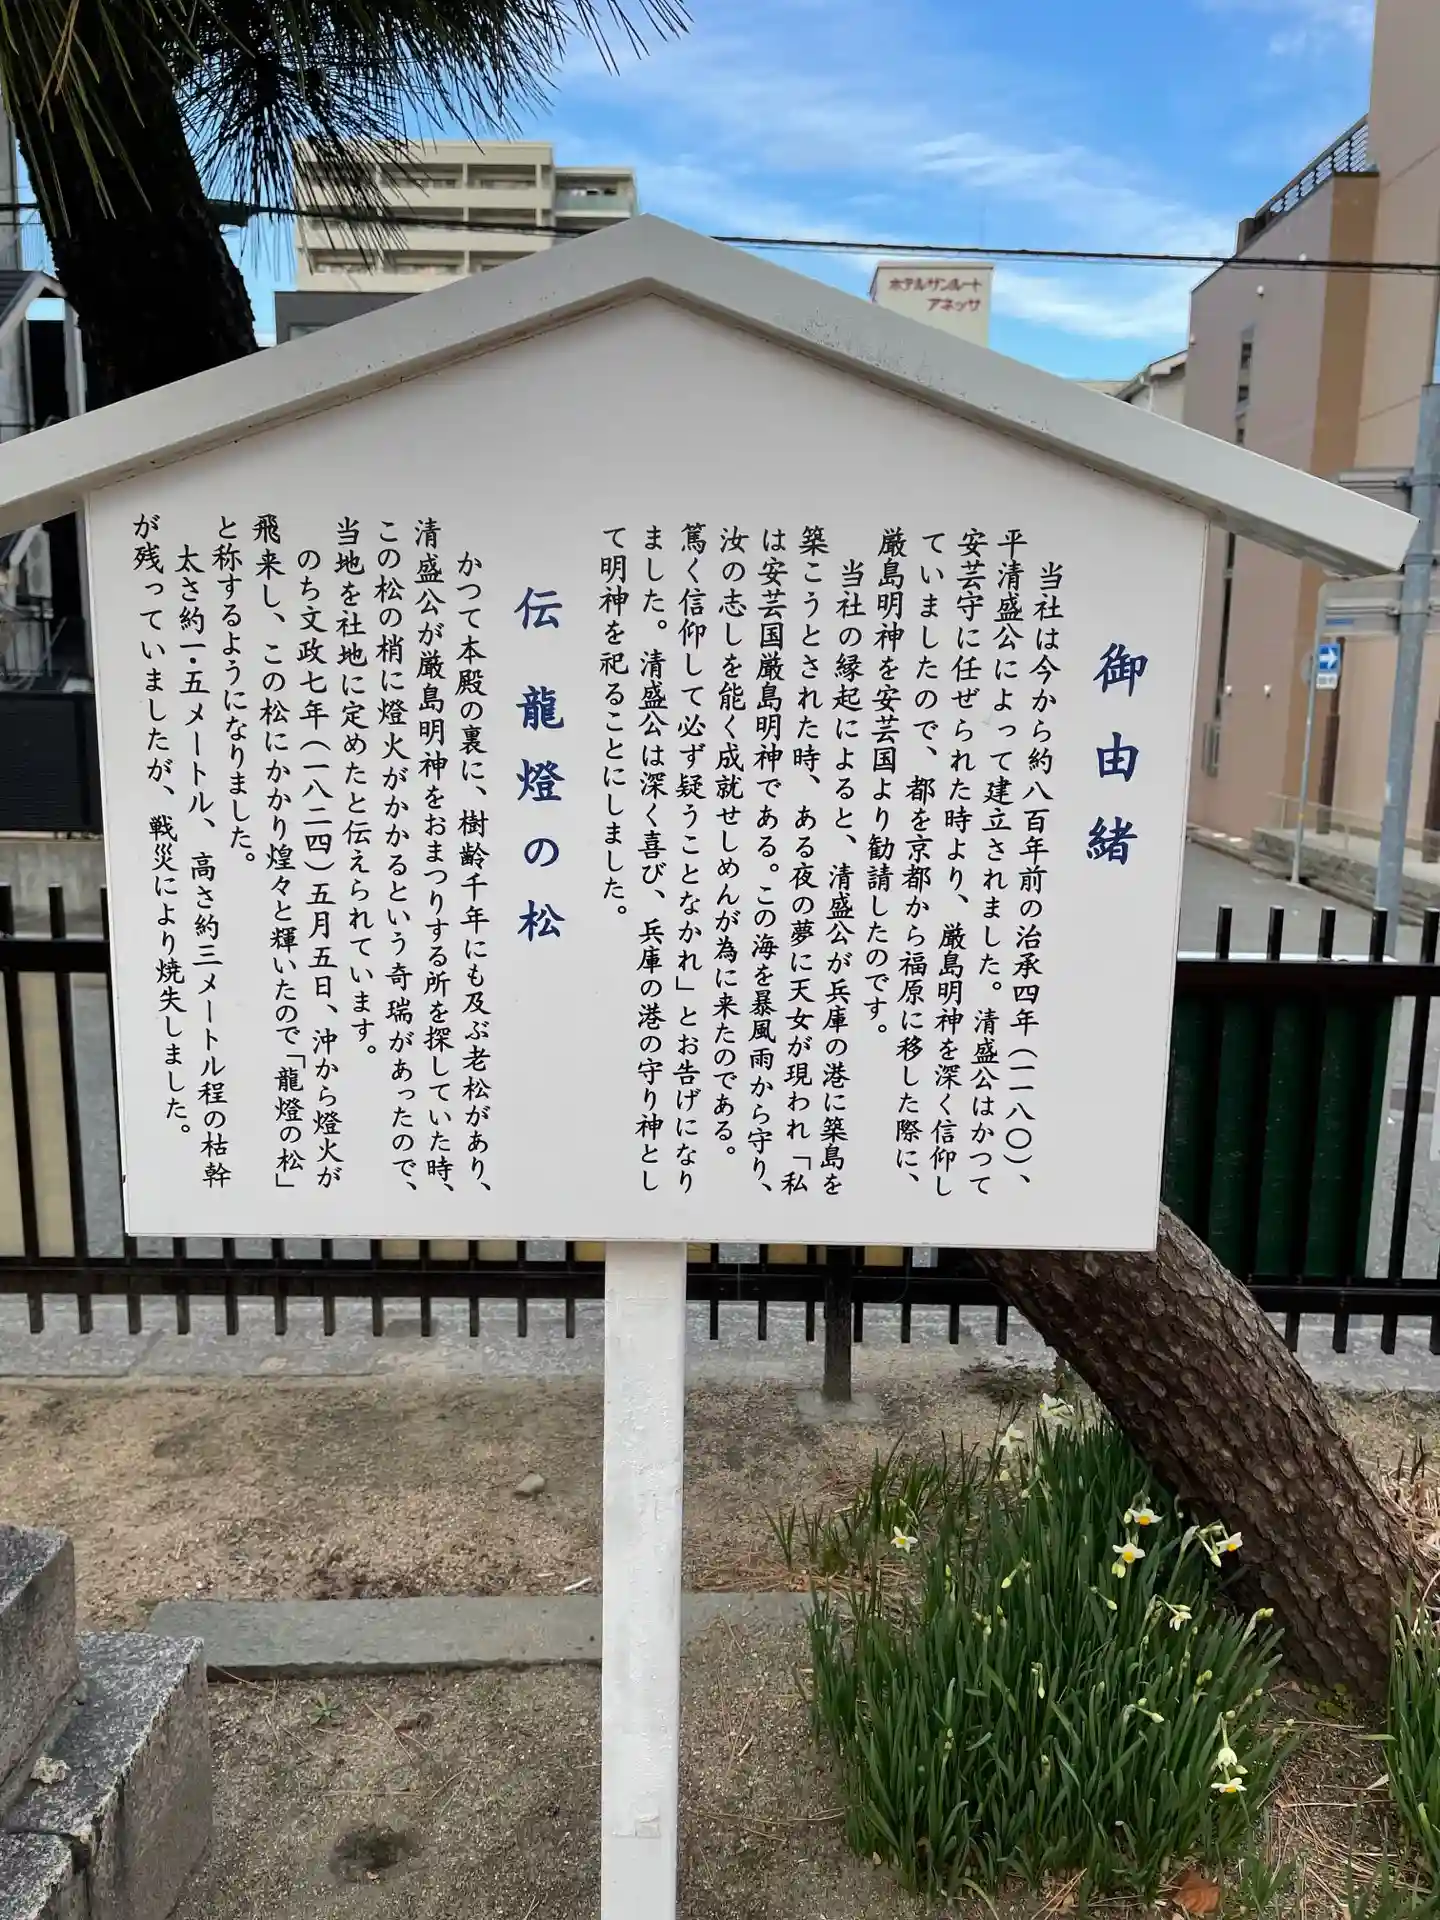 ホテルサンルート
アネッサ
御由緒
当社は今から約八百年前の治承四年(一一八〇)、
平清盛公によって建立されました。清盛公はかつて
安芸守に任ぜられた時より、厳島明神を深く信仰し
ていましたので、都を京都から福原に移した際に、
厳島明神を安芸国より勧請したのです。
当社の縁起によると、清盛公が兵庫の港に築島を
築こうとされた時、ある夜の夢に天女が現われ「私
は安芸国厳島明神である。この海を暴風雨から守り、
汝の志しを能く成就せしめんが為に来たのである。
篤く信仰して必ず疑うことなかれ」とお告げになり
ました。清盛公は深く喜び、兵庫の港の守り神とし
て明神を祀ることにしました。
伝 龍燈の松
かつて本殿の裏に、樹齢千年にも及ぶ老松があり、
清盛公が厳島明神をおまつりする所を探していた時、
この松の梢に燈火がかかるという奇瑞があったので、
当地を社地に定めたと伝えられています。
のち文政七年(一八二四)五月五日、沖から燈火が
飛来し、この松にかかり煌々と輝いたので「龍燈の松」
と称するようになりました。
太さ約一・五メートル、高さ約三メートル程の枯幹
が残っていましたが、戦災により焼失しました。